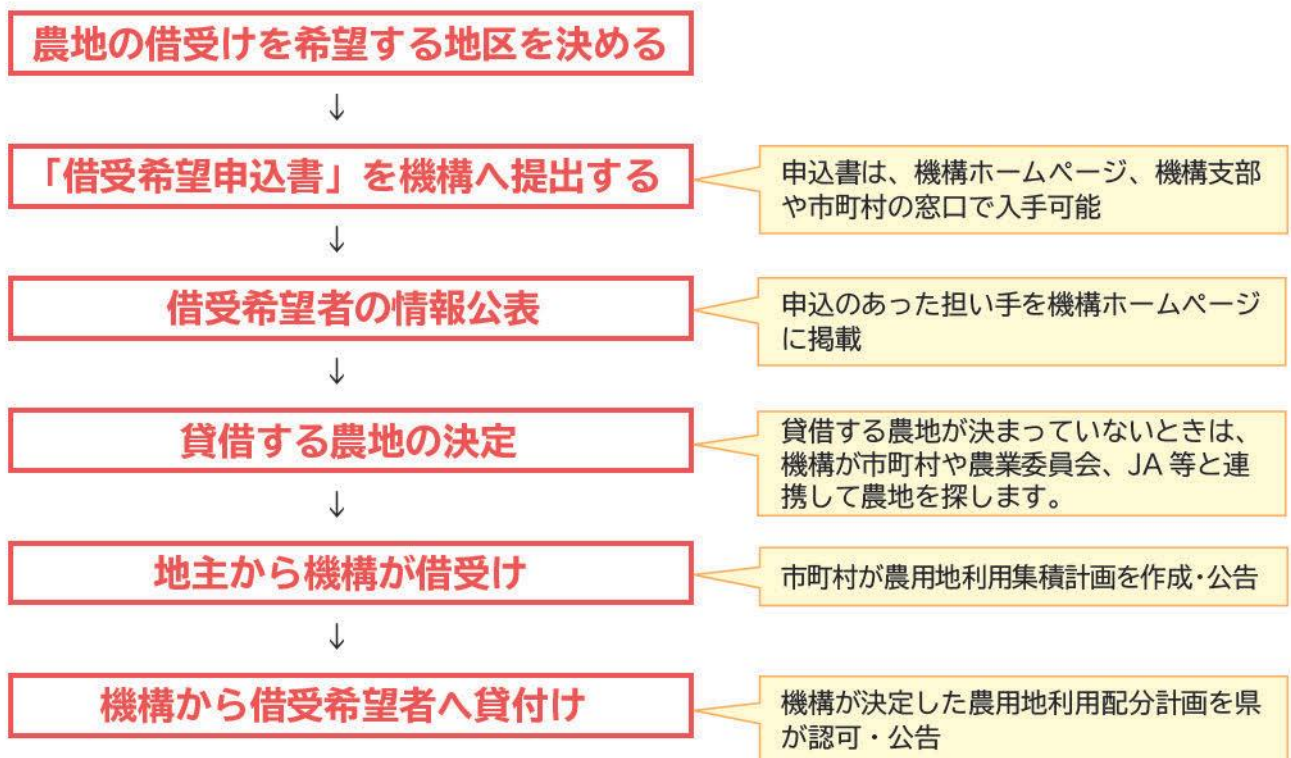 農地の借受けを希望する地区を決める
↓
「借受希望申込書」を機構へ提出する
申込書は、機構ホームページ、機構支部
や市町村の窓口で入手可能
↓
借受希望者の情報公表
申込のあった担い手を機構ホームページ
に掲載
↓
貸借する農地の決定
貸借する農地が決まっていないときは、
機構が市町村や農業委員会、JA 等と連
携して農地を探します。
↓
地主から機構が借受け
市町村が農用地利用集積計画を作成・公告
↓
機構から借受希望者へ貸付け
機構が決定した農用地利用配分計画を県
が認可・公告